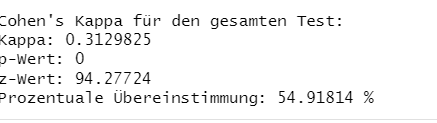 Cohen's Kappa für den gesamten Test:
Kappa: 0.3129825
p-Wert: 0
z-Wert: 94.27724
Prozentuale Übereinstimmung: 54.91814 %